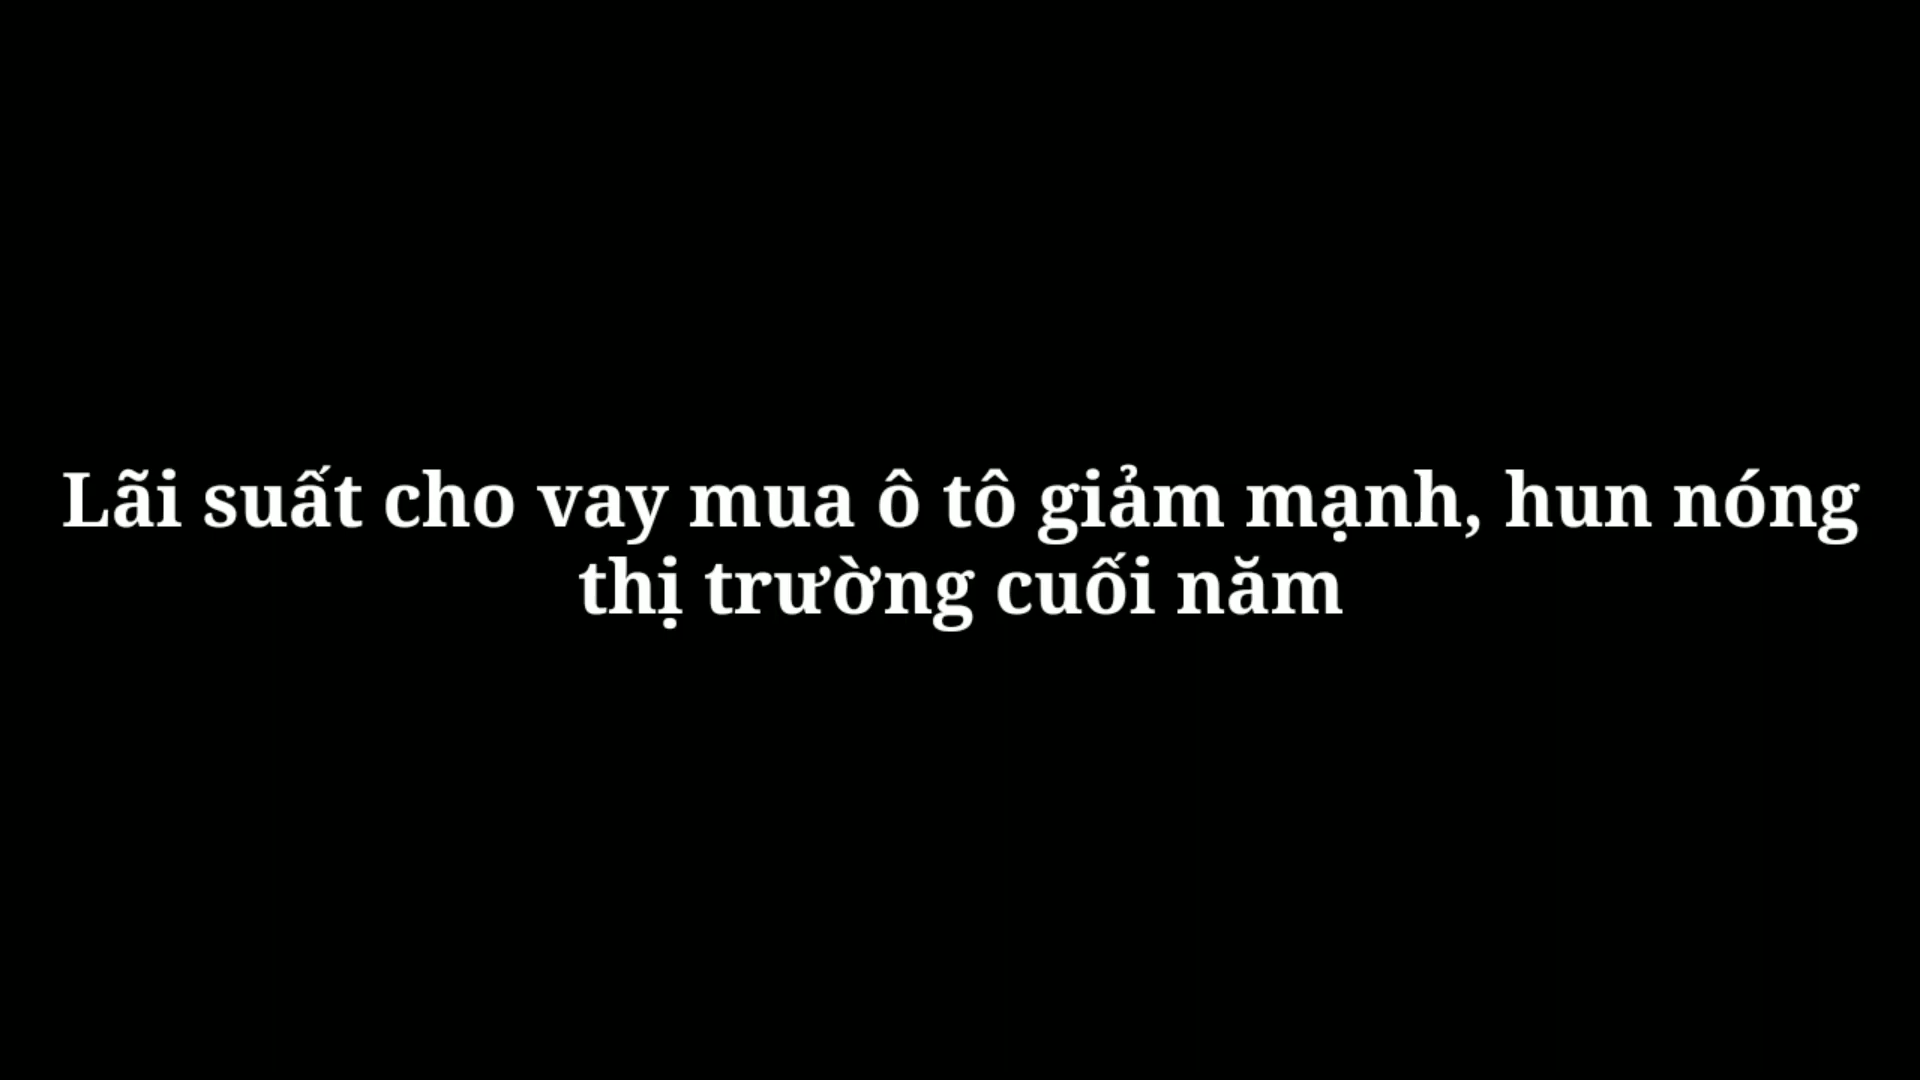 Lãi suất cho vay mua ô tô giảm mạnh, hun nóng
thị trường cuối năm